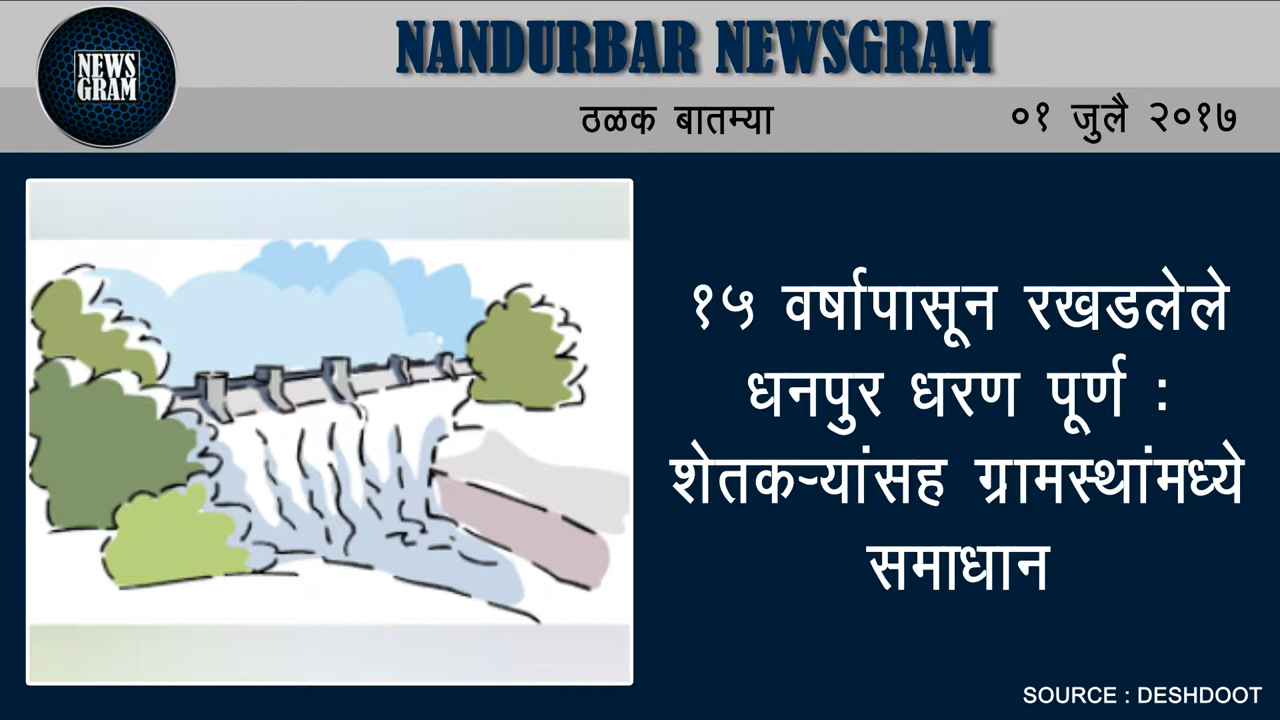 NEWS
GRAM
NANDURBAR NEWSGRAM
ठळक बातम्या
०१ जुलै २०१७
१५ वर्षापासून रखडलेले
धनपुर धरण पूर्ण :
शेतकऱ्यांसह ग्रामस्थांमध्ये
समाधान
SOURCE : DESHDOOT